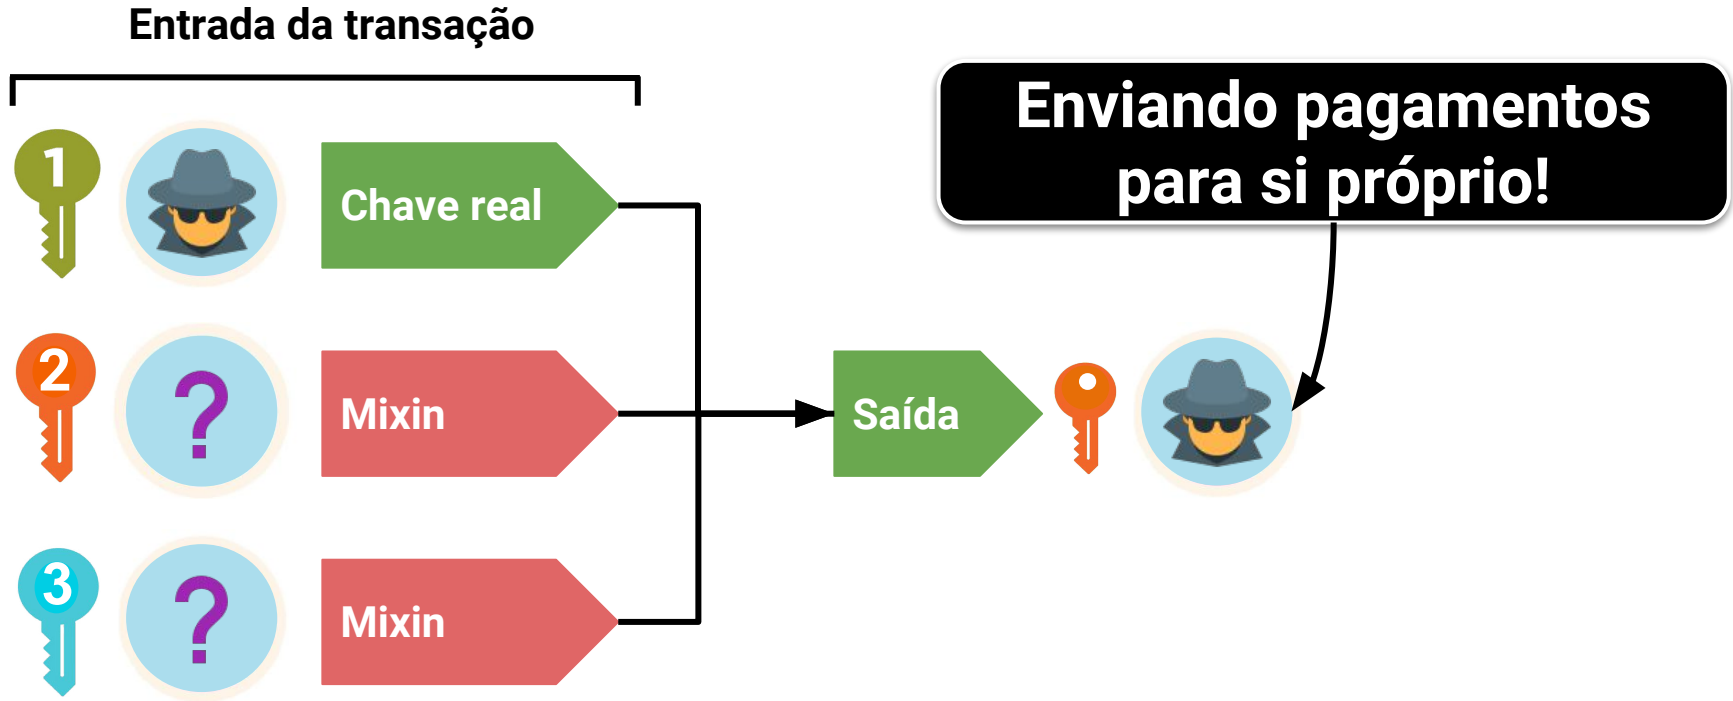 Entrada da transação
Enviando pagamentos
para si próprio!
1
Chave real
2
Mixin
Saída
3
Mixin